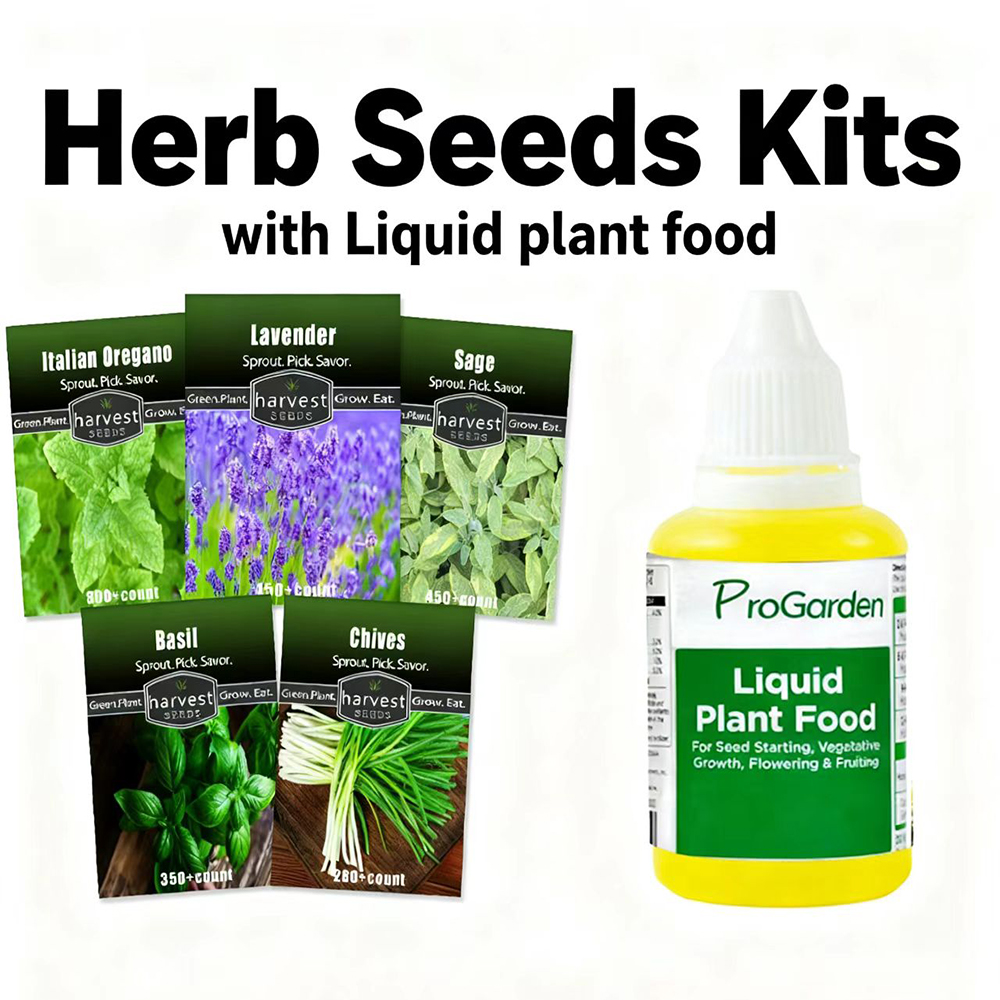 Herb Seeds Kits
with Liquid plant food
Italian Oregano
Sprout. Pick. Savor.
Green. Plant.
harvest
SEEDS
Grow.
800+count
Lavender
Sprout. Pick. Savor.
Green. Plant.
harvest
SEEDS
Grow. Eat.
450+count
Sage
Sprout. Pick. Savor.
Plant.
harvest
SEEDS
Grow. Eat.
450+count
Basil
Sprout. Pick. Savor.
Green. Plant.
harvest
SEEDS
Grow. Eat.
350+count
Chives
Sprout. Pick. Savor.
Green. Plant.
harvest
SEEDS
Grow. Eat.
280+count
ProGarden
Liquid
Plant Food
For Seed Starting, Vegetative
Growth, Flowering & Fruiting